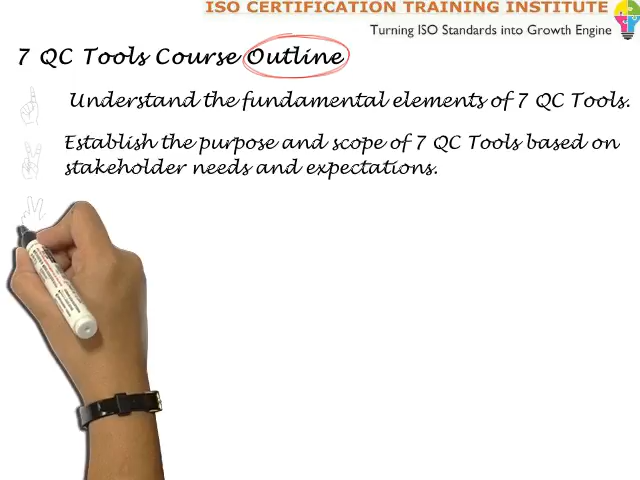 ISO CERTIFICATION TRAINING INSTITUTE
Turning ISO Standards into Growth Engine
7 QC Tools Course Outline
Understand the fundamental elements of 7 QC Tools.
Establish the purpose and scope of 7 QC Tools based on
stakeholder needs and expectations.